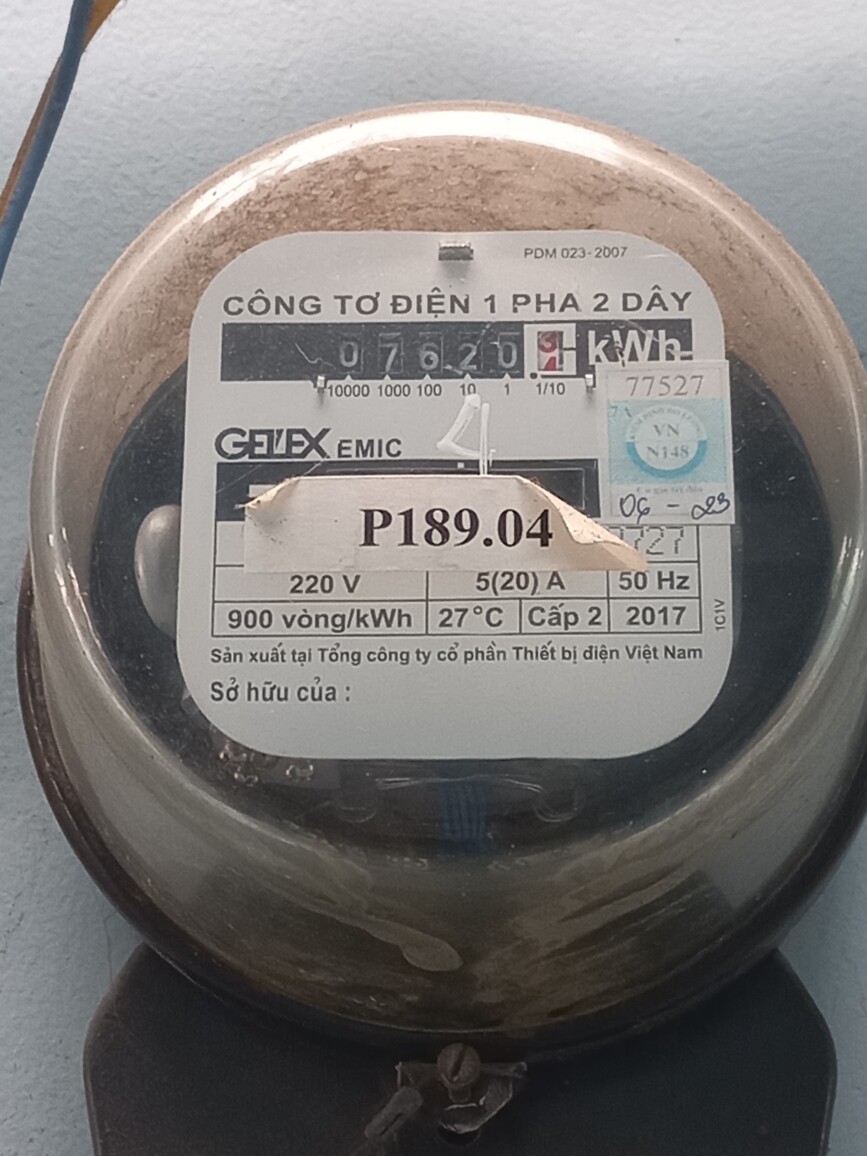 PDM 023-2007
CÔNG TƠ ĐIỆN 1 PHA 2 DÂY
0 7 6 2 0 kWh
10000 1000 100 10 1 1/10
77527
4
GELEX EMIC
VN
N148
06 - 23
P189.04
727
220 V 5(20) A 50 Hz
900 vòng/kWh 27°C Cấp 2 2017
1C1V
Sản xuất tại Tổng công ty cổ phần Thiết bị điện Việt Nam
Sở hữu của :